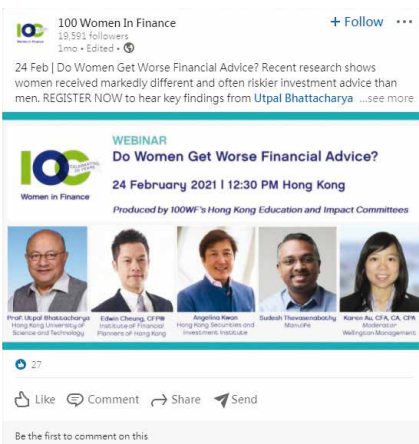 100 Women In Finance
+ Follow ...
19,591 followers
1mo • Edited •
24 Feb | Do Women Get Worse Financial Advice? Recent research shows
women received markedly different and often riskier investment advice than
men. REGISTER NOW to hear key findings from Utpal Bhattacharya ...see more
WEBINAR
Do Women Get Worse Financial Advice?
24 February 2021 | 12:30 PM Hong Kong
Women in Finance
Produced by 100WF's Hong Kong Education and Impact Committees
Prof. Utpal Bhattacharya
Hong Kong University of
Science and Technology
Edwin Cheung, CFP®
Institute of Financial
Planners of Hong Kong
Angelina Kwan
Hong Kong Securities and
Investment Institute
Sudesh Thevasenabathy
Manulife
Karen Au, CFA, CA, CPA
Moderator
Wellington Management
27
Like
Comment
Share
Send
Be the first to comment on this